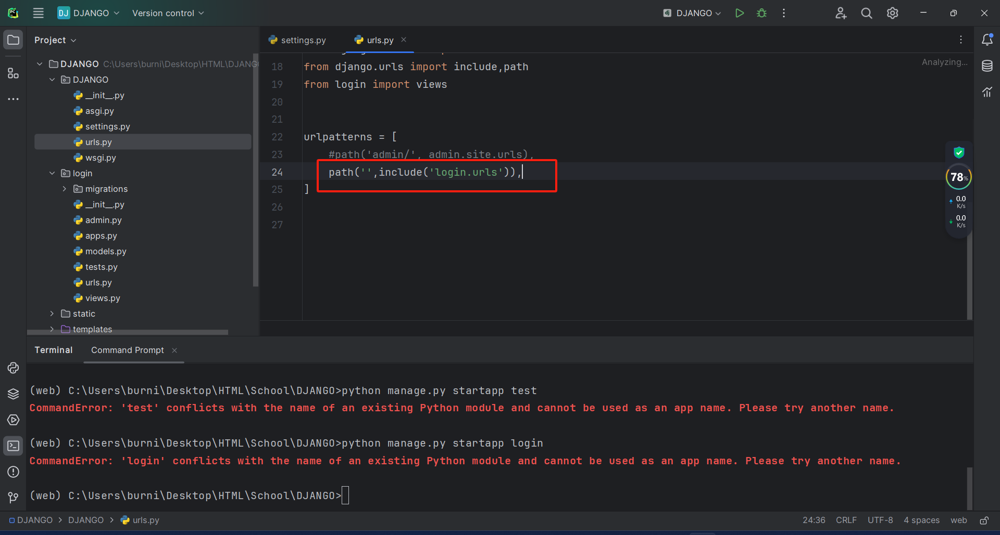 DJ DJANGO Version control
dj DJANGO
Project
DJANGO C:\Users\burni\Desktop\HTML\DJANG
DJANGO
__init__.py
asgi.py
settings.py
urls.py
wsgi.py
login
migrations
__init__.py
admin.py
apps.py
models.py
tests.py
urls.py
views.py
static
templates
settings.py urls.py
Analyzing...
18 from django.urls import include,path
19 from login import views
20
21
22 urlpatterns = [
23 #path('admin/', admin.site.urls),
24 path('',include('login.urls')),
25 ]
26
27
78%
0.0
K/s
0.0
K/s
Terminal Command Prompt
(web) C:\Users\burni\Desktop\HTML\School\DJANGO>python manage.py startapp test
CommandError: 'test' conflicts with the name of an existing Python module and cannot be used as an app name. Please try another name.
(web) C:\Users\burni\Desktop\HTML\School\DJANGO>python manage.py startapp login
CommandError: 'login' conflicts with the name of an existing Python module and cannot be used as an app name. Please try another name.
(web) C:\Users\burni\Desktop\HTML\School\DJANGO>
DJANGO > DJANGO > urls.py
24:36 CRLF UTF-8 4 spaces web